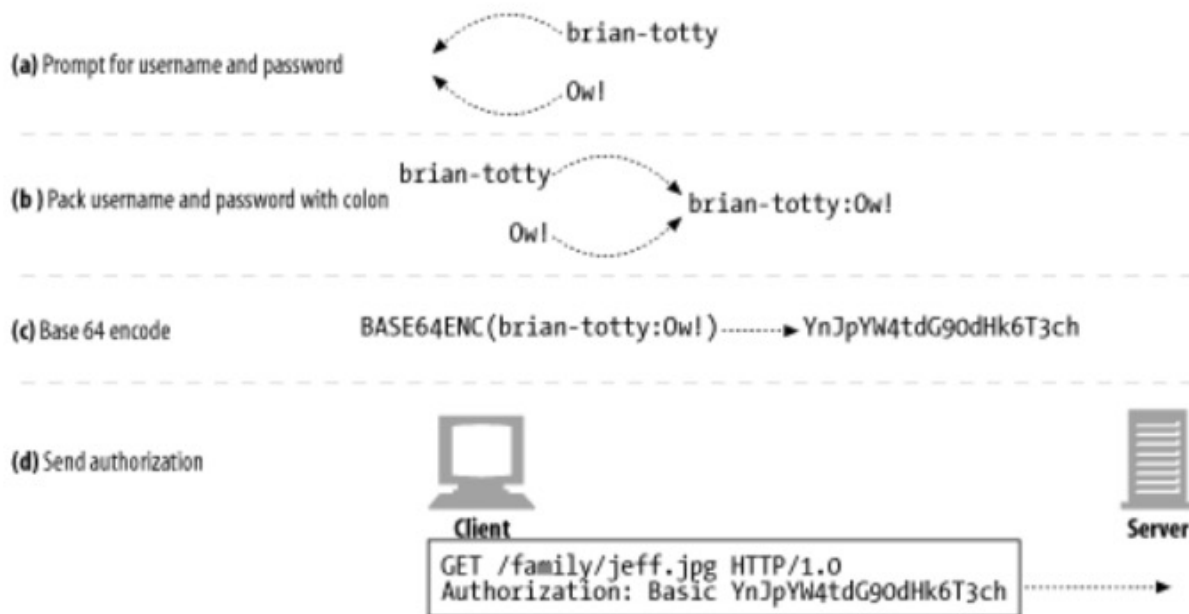 brian-totty
(a) Prompt for username and password
Ow!
brian-totty
(b ) Pack username and password with colon
brian-totty:Ow!
Ow!
(c) Base 64 encode
BASE64ENC(brian-totty:Ow!)
YnJpYW4tdG90dHk6T3ch
(d) Send authorization
Client
Server
GET /family/jeff.jpg HTTP/1.0
Authorization: Basic YnJpYW4tdG90dHk6T3ch